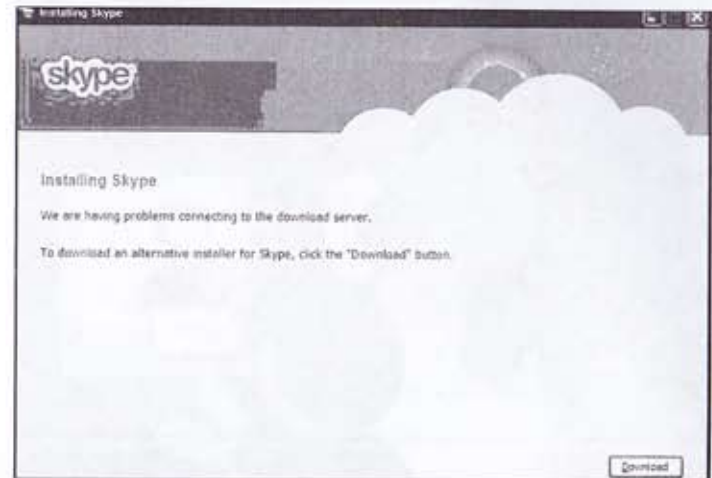 Installing Skype
skype
Installing Skype
We are having problems connecting to the download server.
To download an alternative installer for Skype, click the "Download" button.
Download